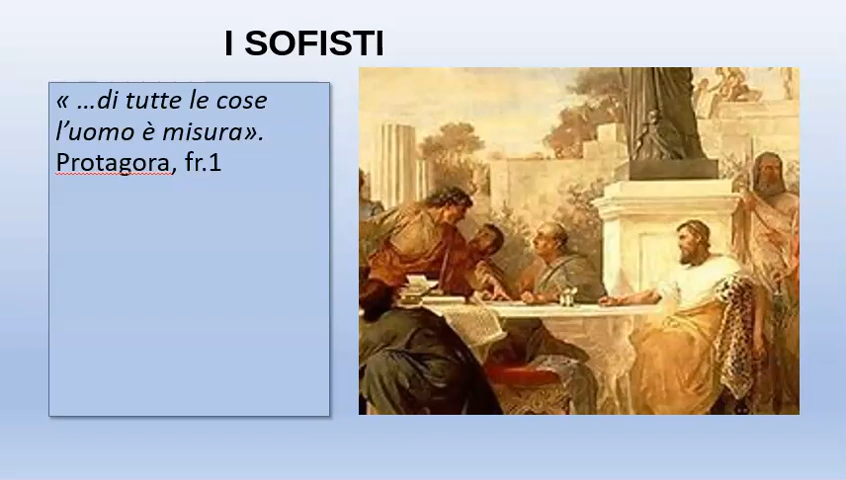 I SOFISTI
« …di tutte le cose
l’uomo è misura».
Protagora, fr.1